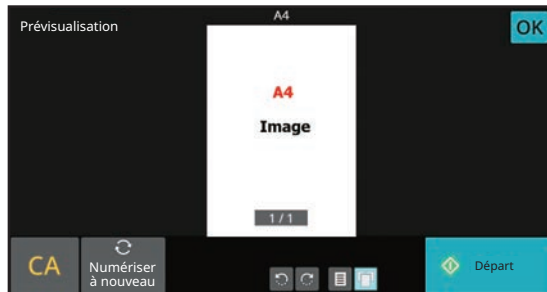 A4
Prévisualisation
OK
A4
Image
1 / 1
CA
Numériser
à nouveau
Départ